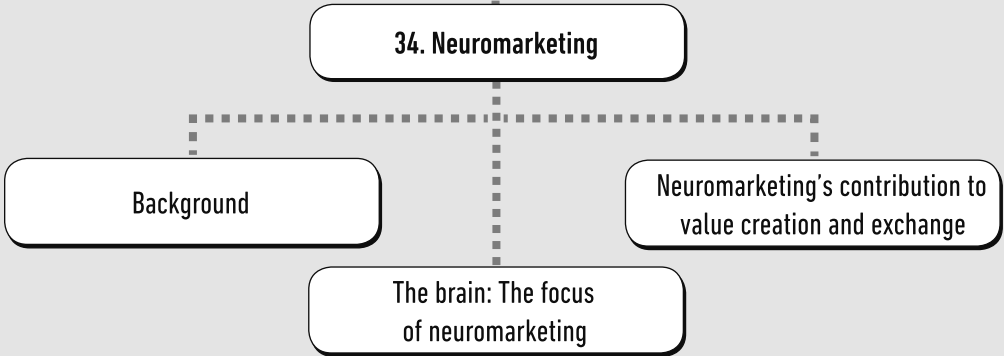 34. Neuromarketing
Background
Neuromarketing’s contribution to
value creation and exchange
The brain: The focus
of neuromarketing